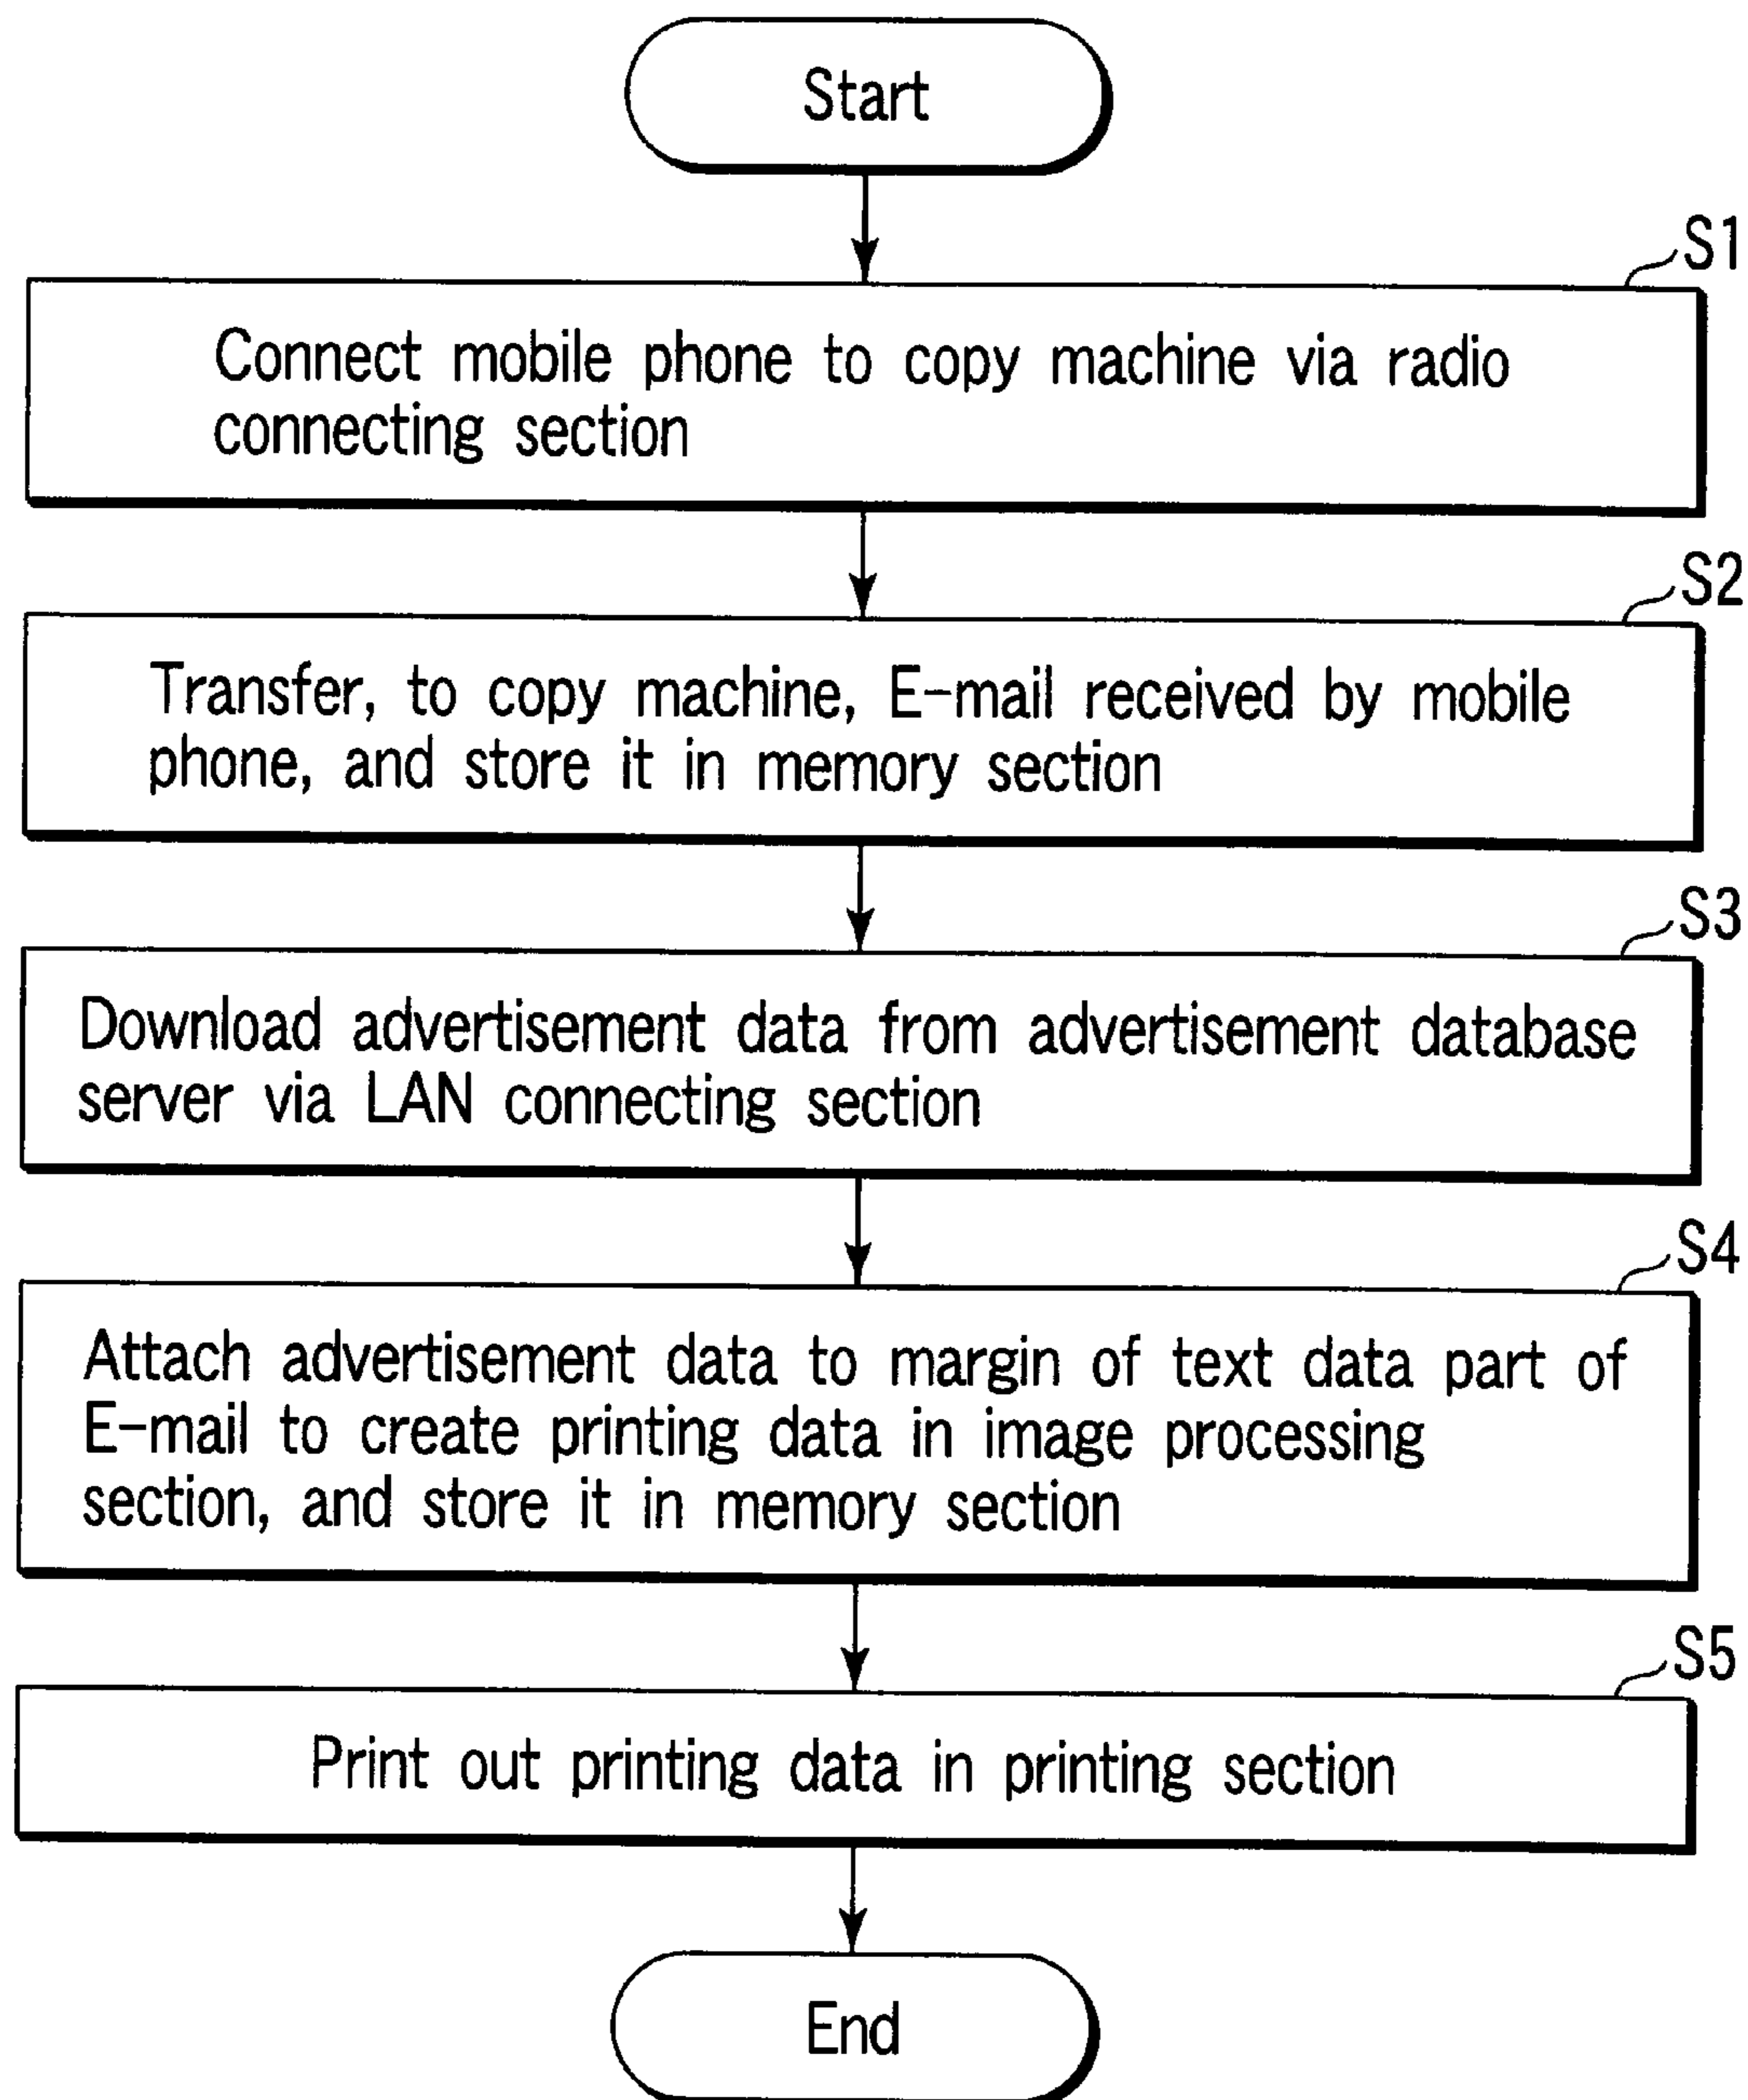 Start
S1
Connect mobile phone to copy machine via radio
connecting section
S2
Transfer, to copy machine, E-mail received by mobile
phone, and store it in memory section
S3
Download advertisement data from advertisement database
server via LAN connecting section
S4
Attach advertisement data to margin of text data part of
E-mail to create printing data in image processing
section, and store it in memory section
S5
Print out printing data in printing section
End